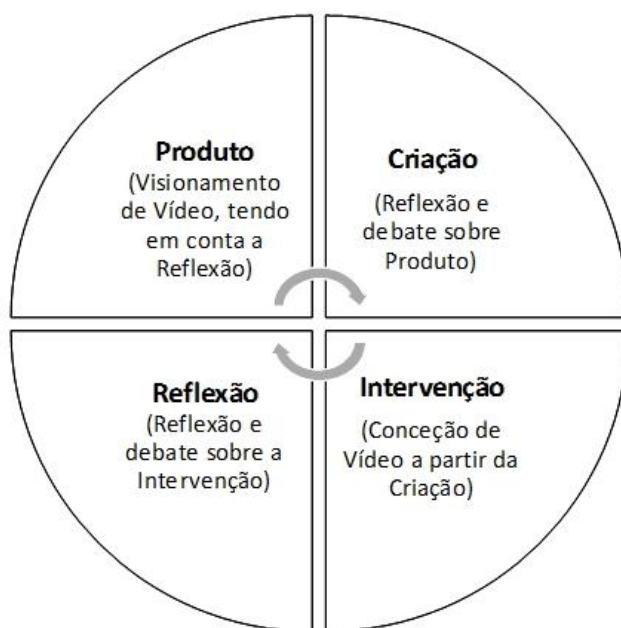 Produto
(Visionamento
de Vídeo, tendo
em conta a
Reflexão)
Criação
(Reflexão e
debate sobre
Produto)
Reflexão
(Reflexão e
debate sobre a
Intervenção)
Intervenção
(Conceção de
Vídeo a partir da
Criação)